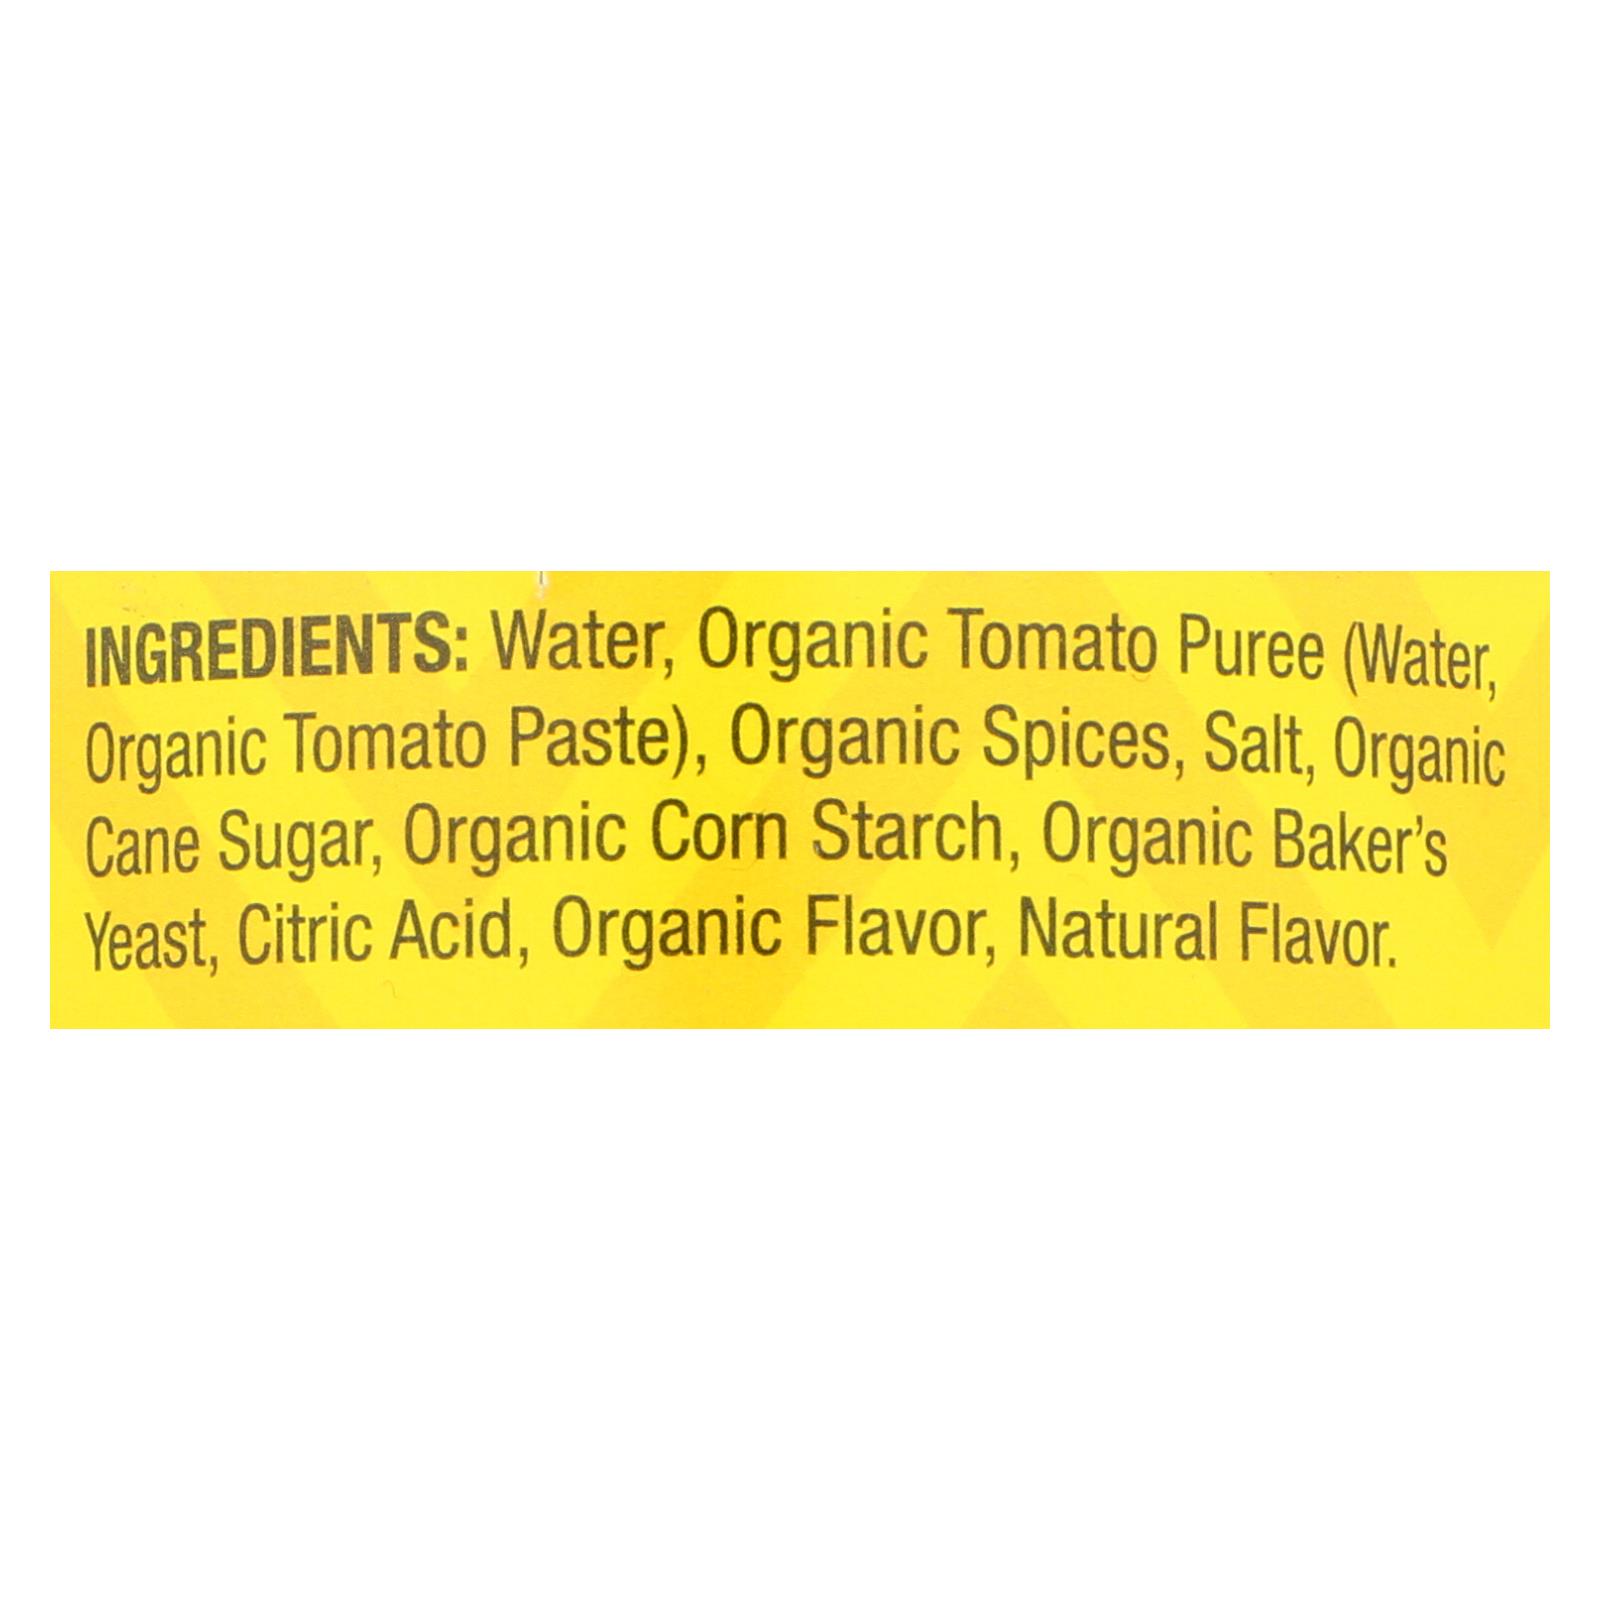 INGREDIENTS: Water, Organic Tomato Puree (Water,
Organic Tomato Paste), Organic Spices, Salt, Organic
Cane Sugar, Organic Corn Starch, Organic Baker's
Yeast, Citric Acid, Organic Flavor, Natural Flavor.